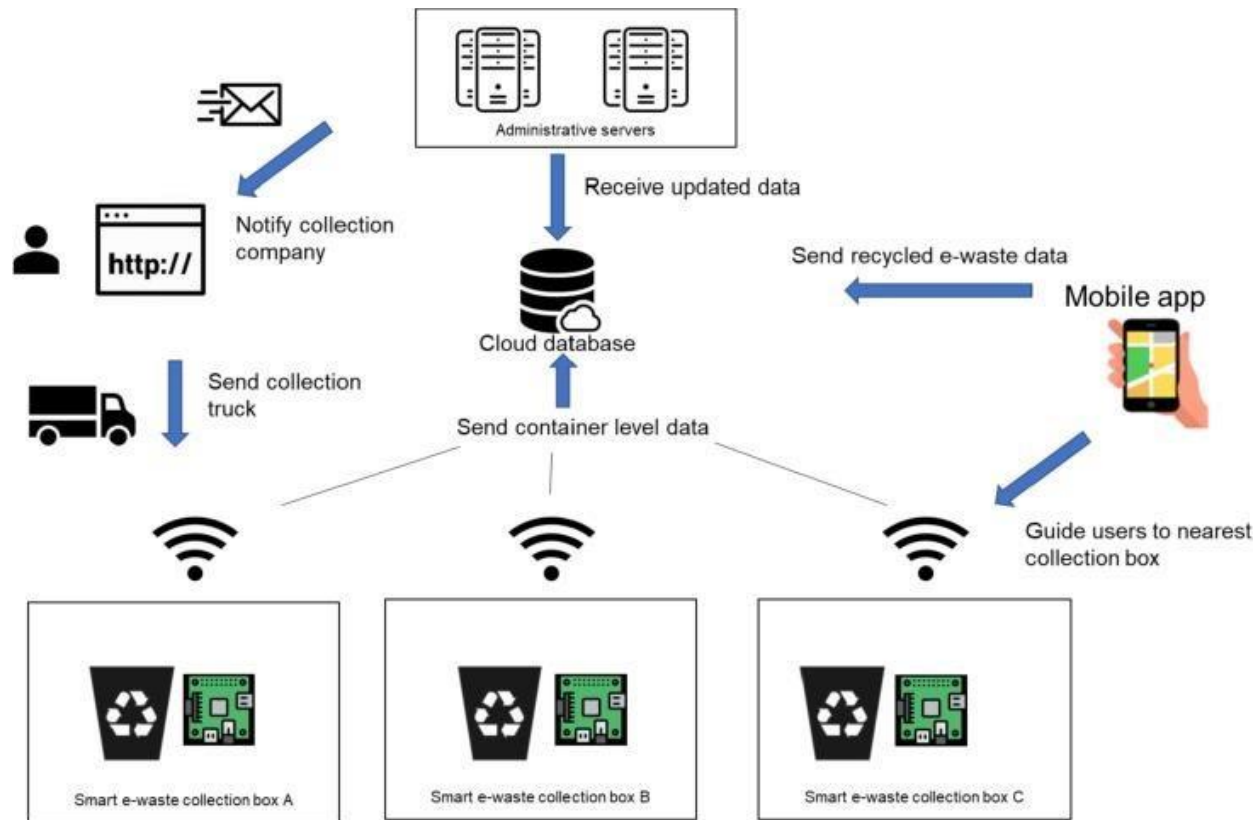 Administrative servers
Receive updated data
Notify collection
company
http://
Send recycled e-waste data
Mobile app
Cloud database
Send collection
truck
Send container level data
Guide users to nearest
collection box
Smart e-waste collection box A
Smart e-waste collection box B
Smart e-waste collection box C